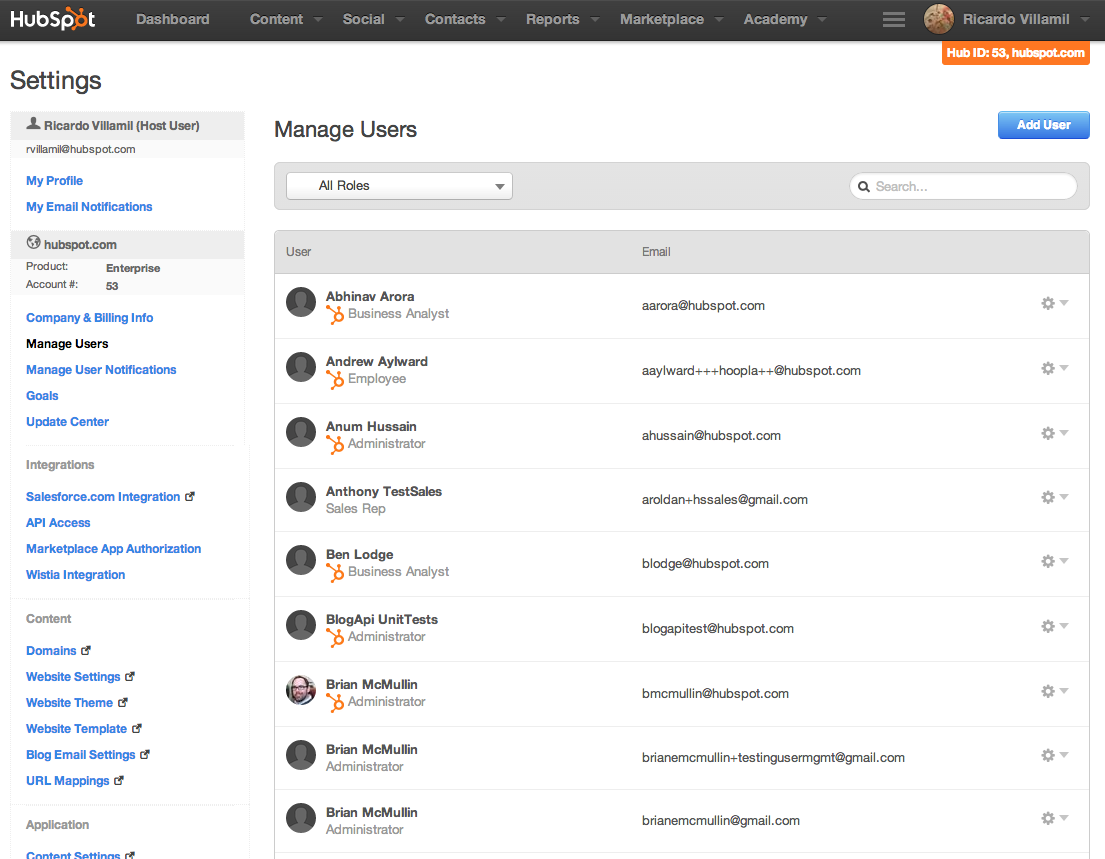 HubSpot Dashboard Content Social Contacts Reports Marketplace Academy Ricardo Villamil
Hub ID: 53, hubspot.com
Settings
Ricardo Villamil (Host User)
rvillamil@hubspot.com
My Profile
My Email Notifications
hubspot.com
Product: Enterprise
Account #: 53
Company & Billing Info
Manage Users
Manage User Notifications
Goals
Update Center
Integrations
Salesforce.com Integration
API Access
Marketplace App Authorization
Wistia Integration
Content
Domains
Website Settings
Website Theme
Website Template
Blog Email Settings
URL Mappings
Application
Content Settings
Manage Users
Add User
All Roles Search...
User Email
Abhinav Arora
Business Analyst
aarora@hubspot.com
Andrew Aylward
Employee
aaylward+++hoopla++@hubspot.com
Anum Hussain
Administrator
ahussain@hubspot.com
Anthony TestSales
Sales Rep
aroldan+hssales@gmail.com
Ben Lodge
Business Analyst
blodge@hubspot.com
BlogApi UnitTests
Administrator
blogapitest@hubspot.com
Brian McMullin
Administrator
bmcmullin@hubspot.com
Brian McMullin
Administrator
brianemcmullin+testingusermgmt@gmail.com
Brian McMullin
Administrator
brianemcmullin@gmail.com